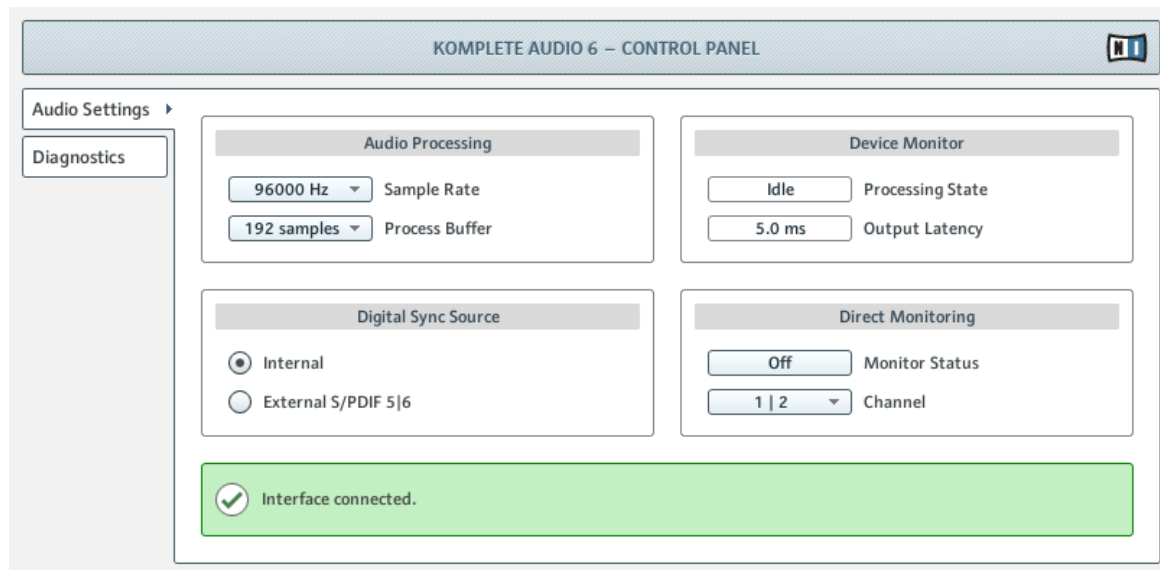 KOMPLETE AUDIO 6 – CONTROL PANEL
NI
Audio Settings
Diagnostics
Audio Processing
96000 Hz Sample Rate
192 samples Process Buffer
Device Monitor
Idle Processing State
5.0 ms Output Latency
Digital Sync Source
Internal
External S/PDIF 5|6
Direct Monitoring
Off Monitor Status
1 | 2 Channel
Interface connected.